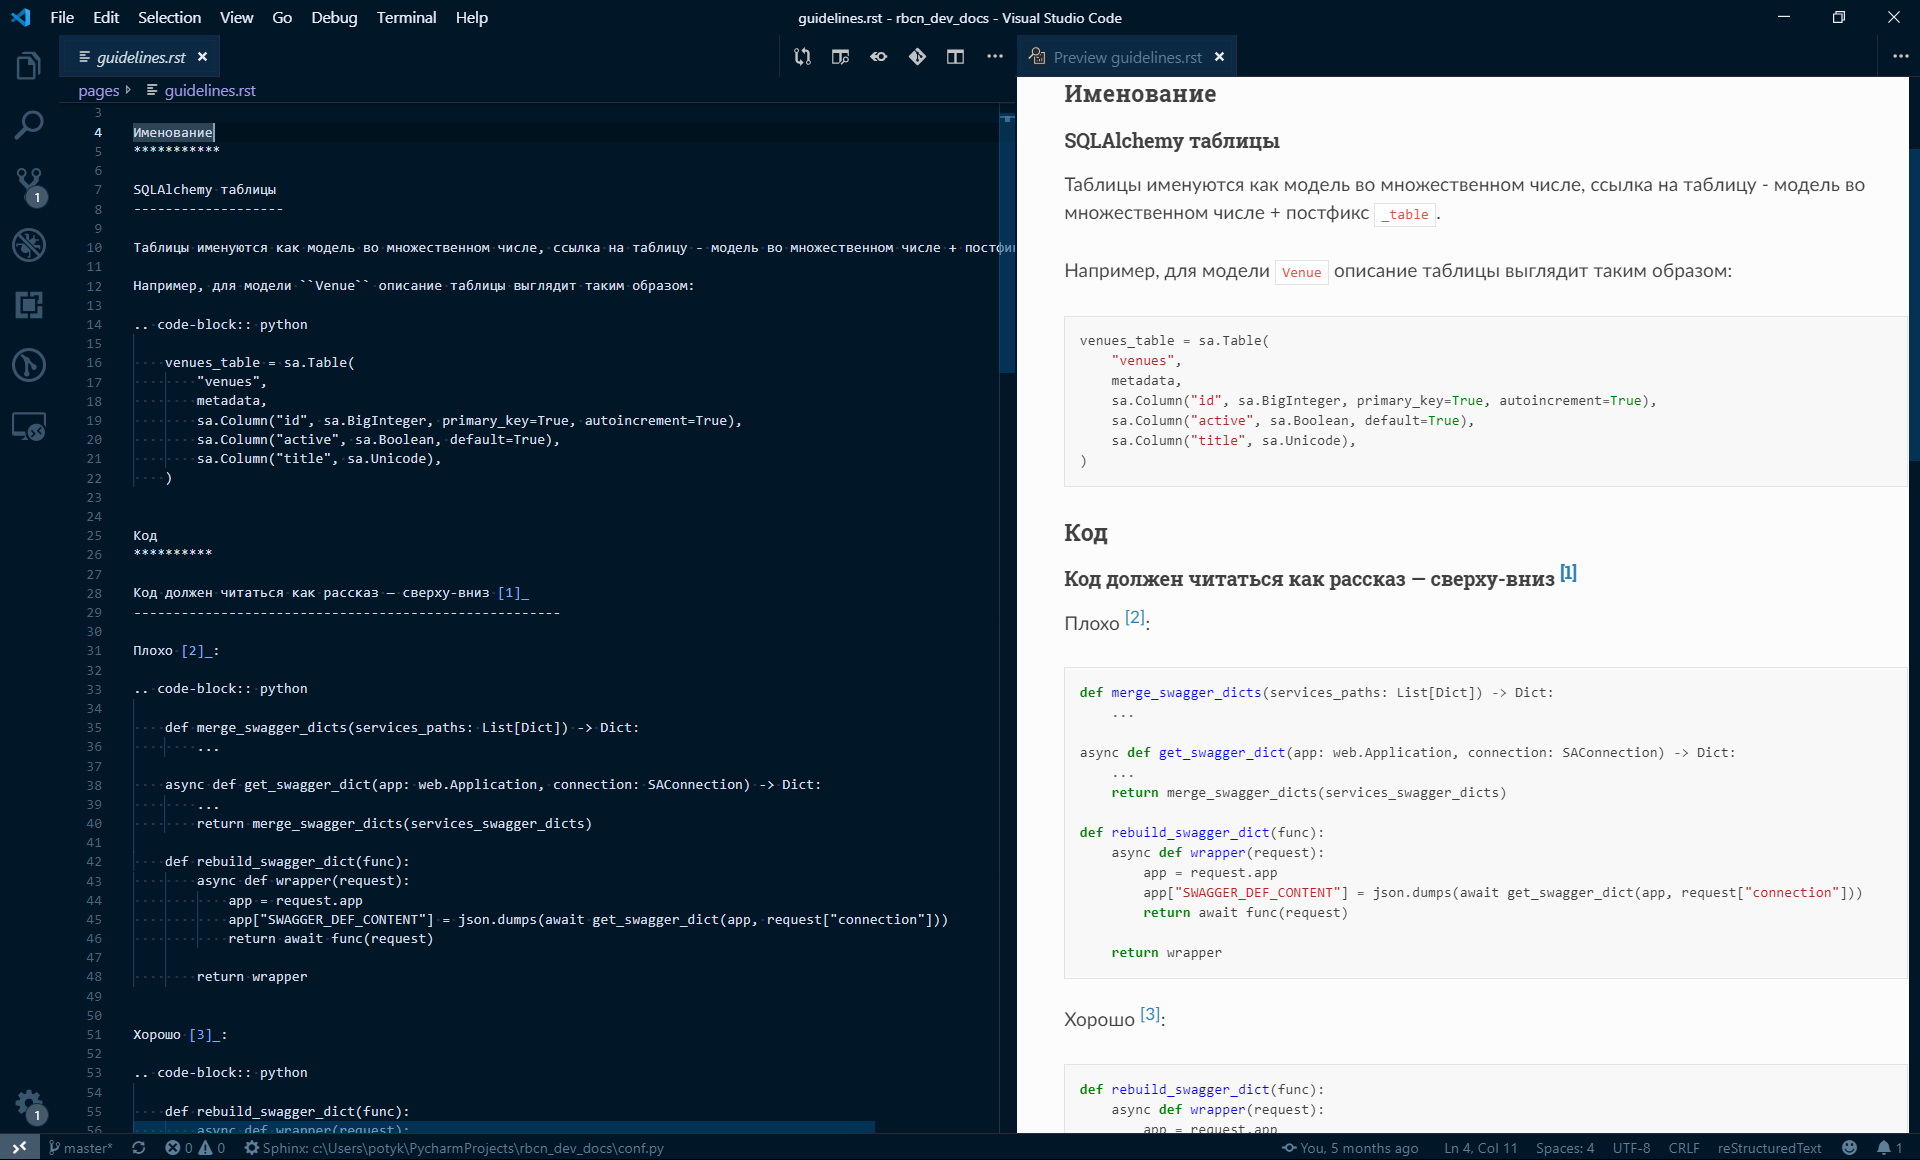 File Edit Selection View Go Debug Terminal Help
guidelines.rst - rbcn_dev_docs - Visual Studio Code
guidelines.rst
pages guidelines.rst
3
4 Именование
5 ***********
6
7 SQLAlchemy таблицы
8 -------------------
9
10 Таблицы именуются как модель во множественном числе, ссылка на таблицу - модель во множественном числе + постфи
11
12 Например, для модели ``Venue`` описание таблицы выглядит таким образом:
13
14 .. code-block:: python
15
16 venues_table = sa.Table(
17 "venues",
18 metadata,
19 sa.Column("id", sa.BigInteger, primary_key=True, autoincrement=True),
20 sa.Column("active", sa.Boolean, default=True),
21 sa.Column("title", sa.Unicode),
22 )
23
24
25 Код
26 **********
27
28 Код должен читаться как рассказ — сверху-вниз [1]_
29 ------------------------------------------------------
30
31 Плохо [2]_:
32
33 .. code-block:: python
34
35 def merge_swagger_dicts(services_paths: List[Dict]) -> Dict:
36 ...
37
38 async def get_swagger_dict(app: web.Application, connection: SAConnection) -> Dict:
39 ...
40 return merge_swagger_dicts(services_swagger_dicts)
41
42 def rebuild_swagger_dict(func):
43 async def wrapper(request):
44 app = request.app
45 app["SWAGGER_DEF_CONTENT"] = json.dumps(await get_swagger_dict(app, request["connection"]))
46 return await func(request)
47
48 return wrapper
49
50
51 Хорошо [3]_:
52
53 .. code-block:: python
54
55 def rebuild_swagger_dict(func):
56 async def wrapper(request):
Preview guidelines.rst
Именование
SQLAlchemy таблицы
Таблицы именуются как модель во множественном числе, ссылка на таблицу - модель во
множественном числе + постфикс _table .
Например, для модели Venue описание таблицы выглядит таким образом:
venues_table = sa.Table(
"venues",
metadata,
sa.Column("id", sa.BigInteger, primary_key=True, autoincrement=True),
sa.Column("active", sa.Boolean, default=True),
sa.Column("title", sa.Unicode),
)
Код
Код должен читаться как рассказ — сверху-вниз [1]
Плохо [2]:
def merge_swagger_dicts(services_paths: List[Dict]) -> Dict:
...
async def get_swagger_dict(app: web.Application, connection: SAConnection) -> Dict:
...
return merge_swagger_dicts(services_swagger_dicts)
def rebuild_swagger_dict(func):
async def wrapper(request):
app = request.app
app["SWAGGER_DEF_CONTENT"] = json.dumps(await get_swagger_dict(app, request["connection"]))
return await func(request)
return wrapper
Хорошо [3]:
def rebuild_swagger_dict(func):
async def wrapper(request):
app = request.app
1
1
master* 0 0 Sphinx: c:\Users\potyk\PycharmProjects\rbcn_dev_docs\conf.py You, 5 months ago Ln 4, Col 11 Spaces: 4 UTF-8 CRLF reStructuredText 1